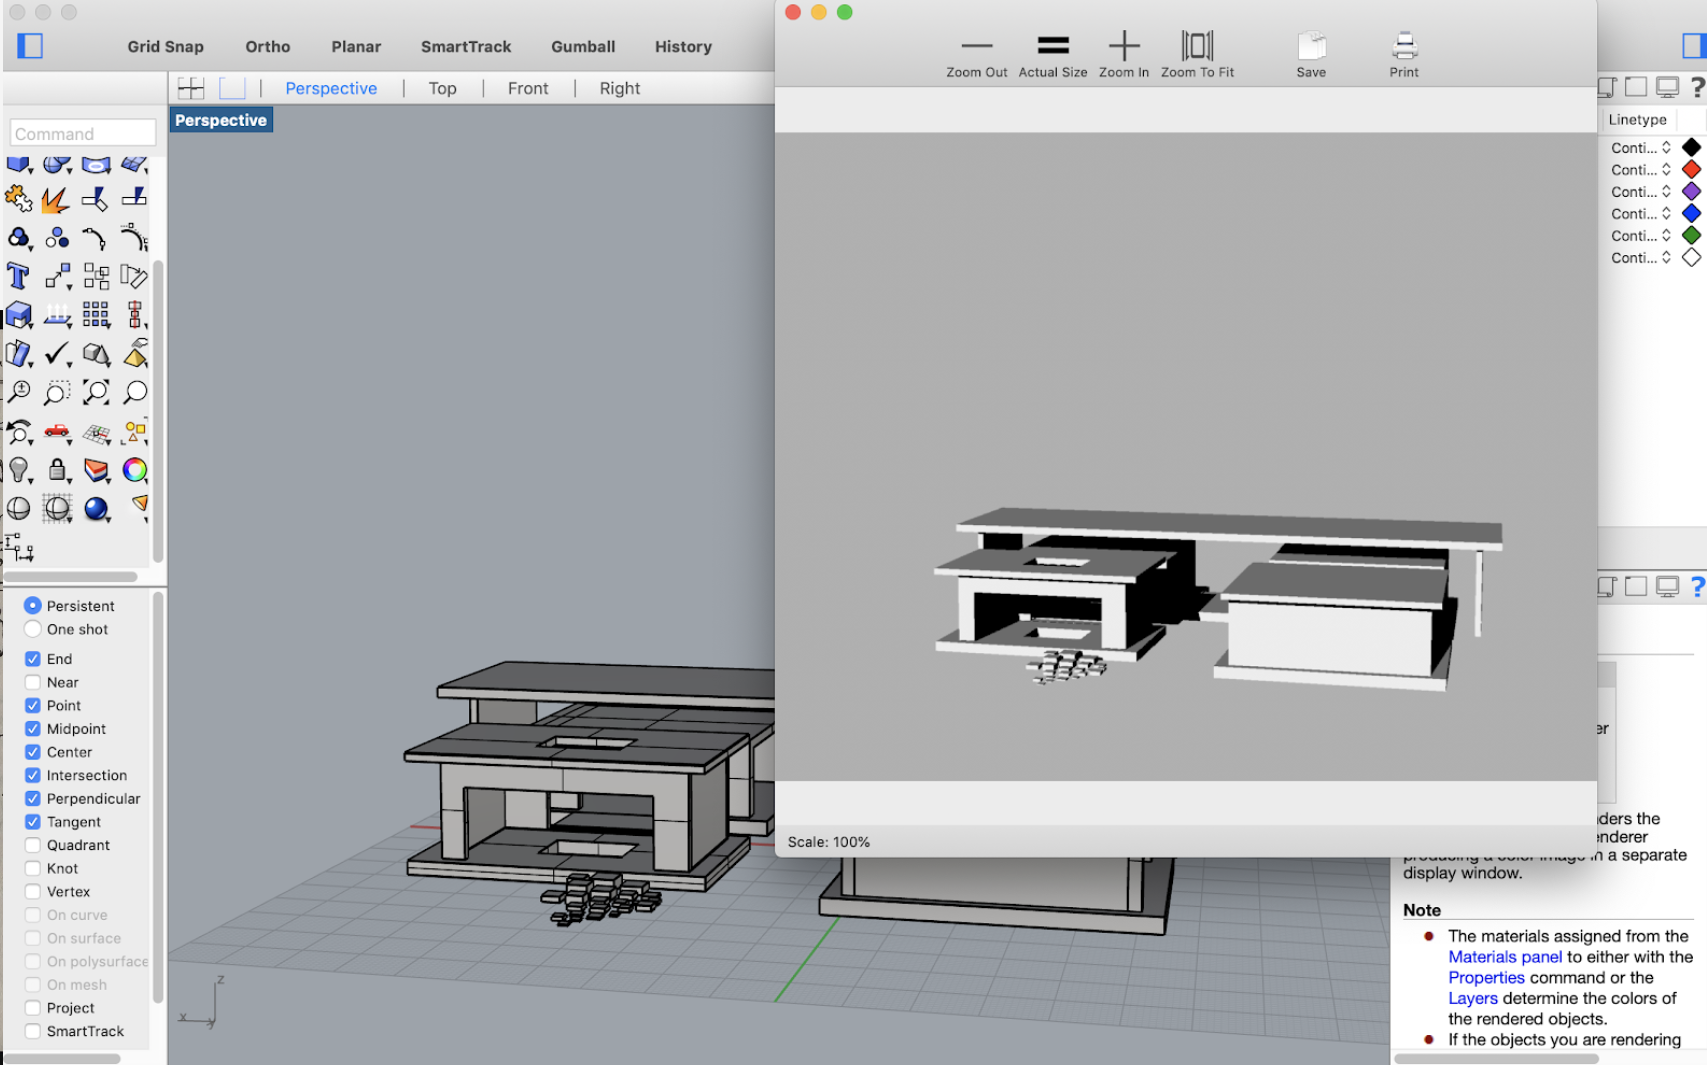 Grid Snap Ortho Planar SmartTrack Gumball History
Perspective Top Front Right
Perspective
Command
Persistent
One shot
End
Near
Point
Midpoint
Center
Intersection
Perpendicular
Tangent
Quadrant
Knot
Vertex
On curve
On surface
On polysurface
On mesh
Project
SmartTrack
z
x
y
Zoom Out Actual Size Zoom In Zoom To Fit Save Print
Scale: 100%
Linetype
Conti...
Conti...
Conti...
Conti...
Conti...
Conti...
er
ders the
enderer
producing a color image in a separate
display window.
Note
The materials assigned from the
Materials panel to either with the
Properties command or the
Layers determine the colors of
the rendered objects.
If the objects you are rendering